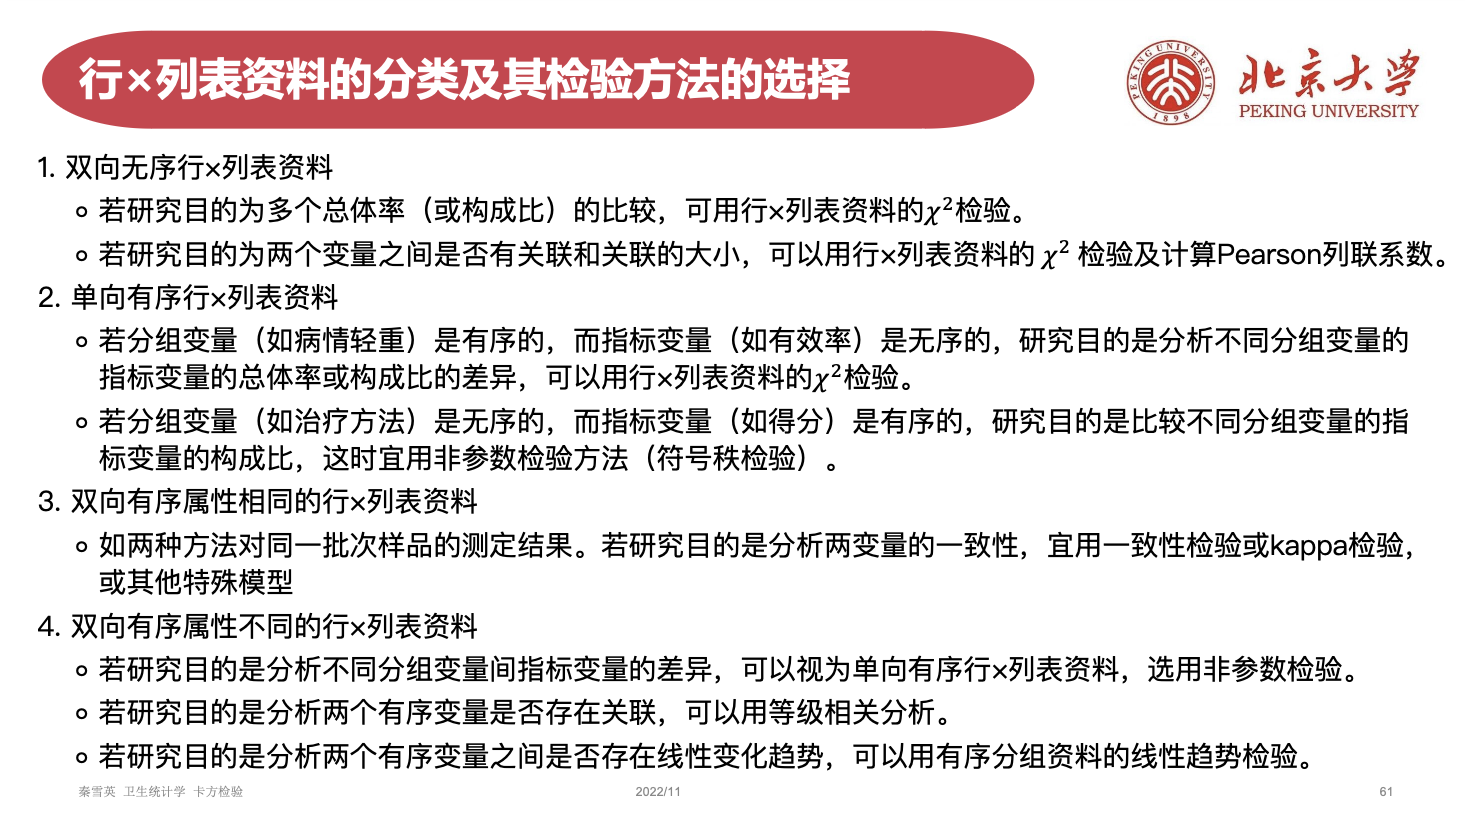 行×列表资料的分类及其检验方法的选择
PEKING UNIVERSITY
1898
北京大学
PEKING UNIVERSITY
1. 双向无序行×列表资料
若研究目的为多个总体率（或构成比）的比较，可用行×列表资料的χ²检验。
若研究目的为两个变量之间是否有关联和关联的大小，可以用行×列表资料的 χ² 检验及计算Pearson列联系数。
2. 单向有序行×列表资料
若分组变量（如病情轻重）是有序的，而指标变量（如有效率）是无序的，研究目的是分析不同分组变量的
指标变量的总体率或构成比的差异，可以用行×列表资料的χ²检验。
若分组变量（如治疗方法）是无序的，而指标变量（如得分）是有序的，研究目的是比较不同分组变量的指
标变量的构成比，这时宜用非参数检验方法（符号秩检验）。
3. 双向有序属性相同的行×列表资料
如两种方法对同一批次样品的测定结果。若研究目的是分析两变量的一致性，宜用一致性检验或kappa检验，
或其他特殊模型
4. 双向有序属性不同的行×列表资料
若研究目的是分析不同分组变量间指标变量的差异，可以视为单向有序行×列表资料，选用非参数检验。
若研究目的是分析两个有序变量是否存在关联，可以用等级相关分析。
若研究目的是分析两个有序变量之间是否存在线性变化趋势，可以用有序分组资料的线性趋势检验。
秦雪英 卫生统计学 卡方检验
2022/11
61